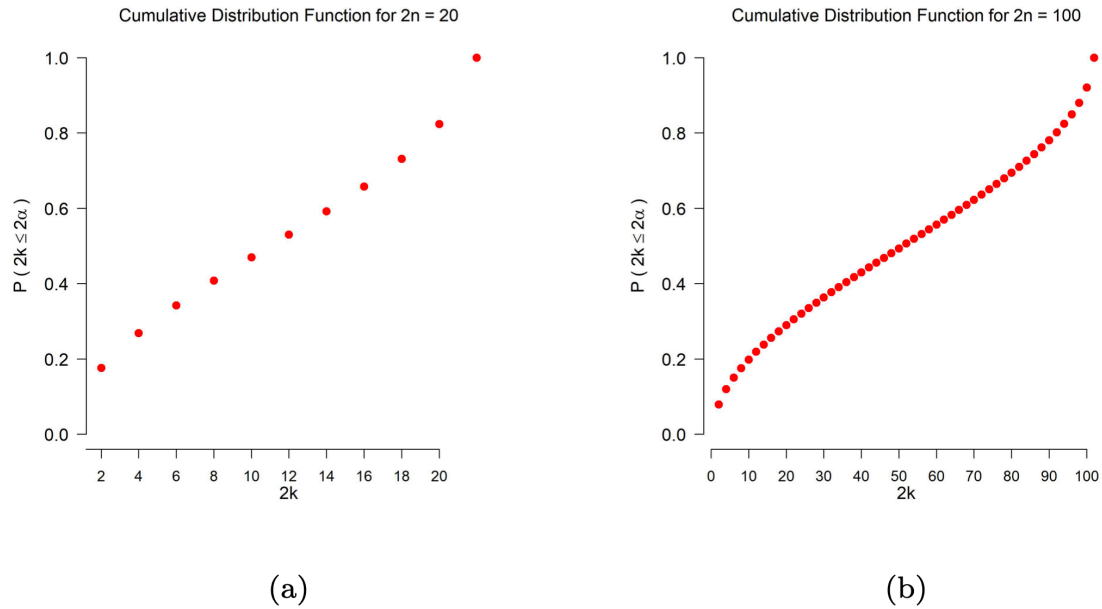 Cumulative Distribution Function for 2n = 20
1.0
0.8
0.6
0.4
0.2
0.0
P ( 2k ≤ 2α )
2 4 6 8 10 12 14 16 18 20
2k
(a)
Cumulative Distribution Function for 2n = 100
1.0
0.8
0.6
0.4
0.2
0.0
P ( 2k ≤ 2α )
0 10 20 30 40 50 60 70 80 90 100
2k
(b)